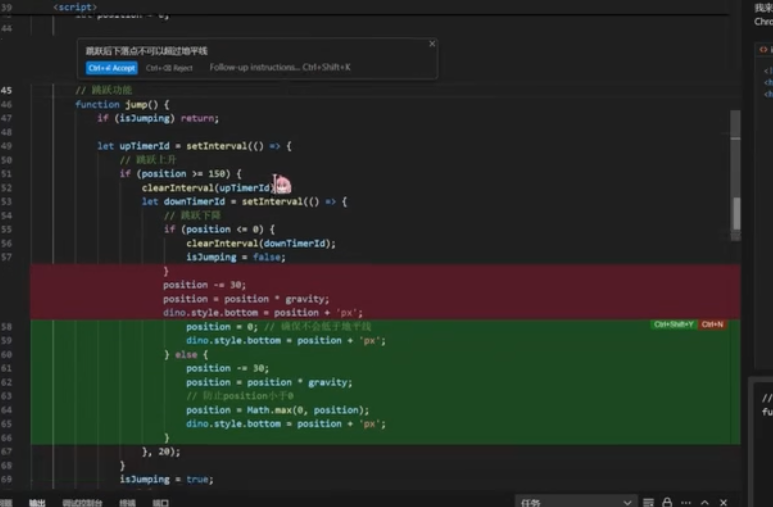 39 <script>
44
跳跃后下落点不可以超过地平线
Ctrl+⏎ Accept Ctrl+⌫ Reject Follow-up instructions... Ctrl+Shift+K
45 // 跳跃功能
46 function jump() {
47 if (isJumping) return;
48
49 let upTimerId = setInterval(() => {
50 // 跳跃上升
51 if (position >= 150) {
52 clearInterval(upTimerId)
53 let downTimerId = setInterval(() => {
54 // 跳跃下降
55 if (position <= 0) {
56 clearInterval(downTimerId);
57 isJumping = false;
}
position -= 30;
position = position * gravity;
dino.style.bottom = position + 'px';
58 position = 0; // 确保不会低于地平线
Ctrl+Shift+Y Ctrl+N
59 dino.style.bottom = position + 'px';
60 } else {
61 position -= 30;
62 position = position * gravity;
63 // 防止position小于0
64 position = Math.max(0, position);
65 dino.style.bottom = position + 'px';
66 }
67 }, 20);
68 }
69 isJumping = true;
输出 调试控制台 终端 端口
任务
我来
Chro
//
fu